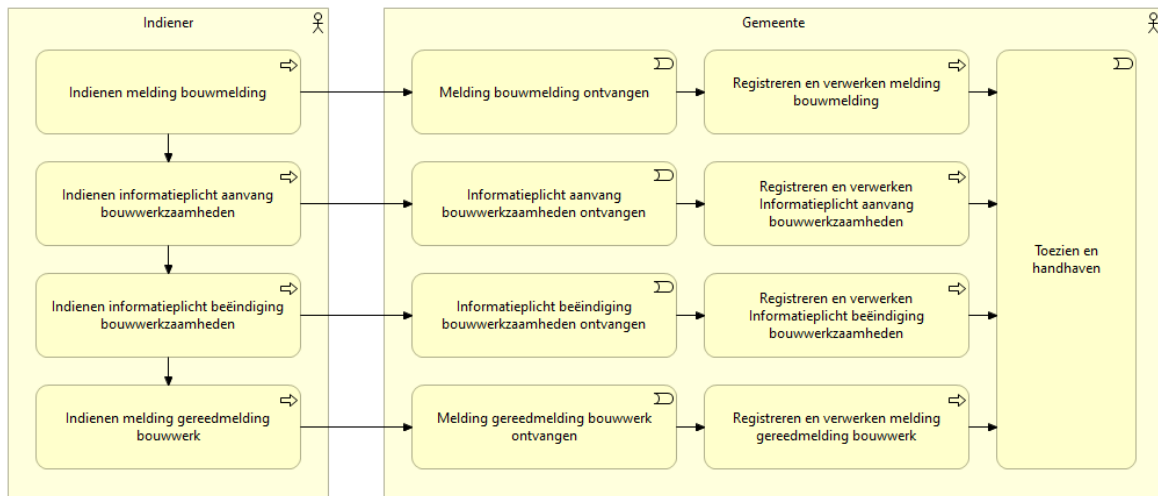 Indiener
Gemeente
Indienen melding bouwmelding
Melding bouwmelding ontvangen
Registreren en verwerken melding
bouwmelding
Indienen informatieplicht aanvang
bouwwerkzaamheden
Informatieplicht aanvang
bouwwerkzaamheden ontvangen
Registreren en verwerken
Informatieplicht aanvang
bouwwerkzaamheden
Toezien en
handhaven
Indienen informatieplicht beëindiging
bouwwerkzaamheden
Informatieplicht beëindiging
bouwwerkzaamheden ontvangen
Registreren en verwerken
Informatieplicht beëindiging
bouwwerkzaamheden
Indienen melding gereedmelding
bouwwerk
Melding gereedmelding bouwwerk
ontvangen
Registreren en verwerken melding
gereedmelding bouwwerk